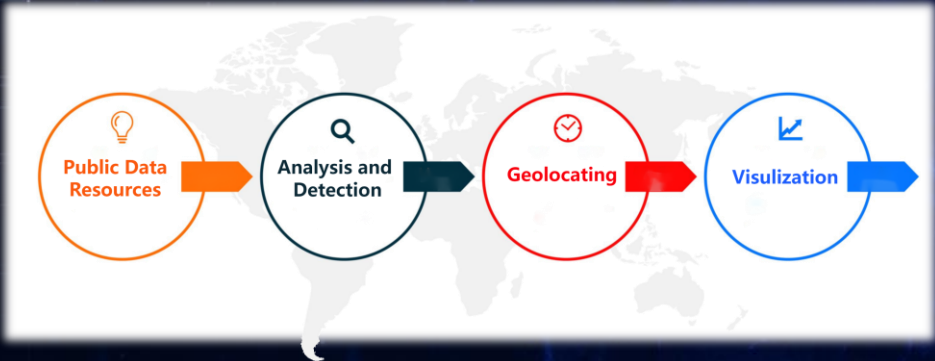 Public Data
Resources
Analysis and
Detection
Geolocating
Visulization